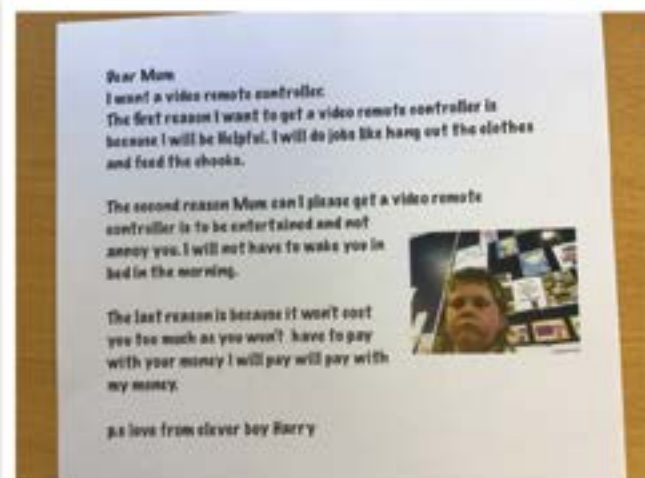 Dear Mum
I want a video remote controller.
The first reason I want to get a video remote controller is
because I will be Helpful. I will do jobs like hang out the clothes
and feed the chooks.
The second reason Mum can I please get a video remote
controller is to be entertained and not
annoy you. I will not have to wake you in
bed in the morning.
The last reason is because it won't cost
you too much as you won't have to pay
with your money I will pay will pay with
my money.
p.s love from clever boy Harry